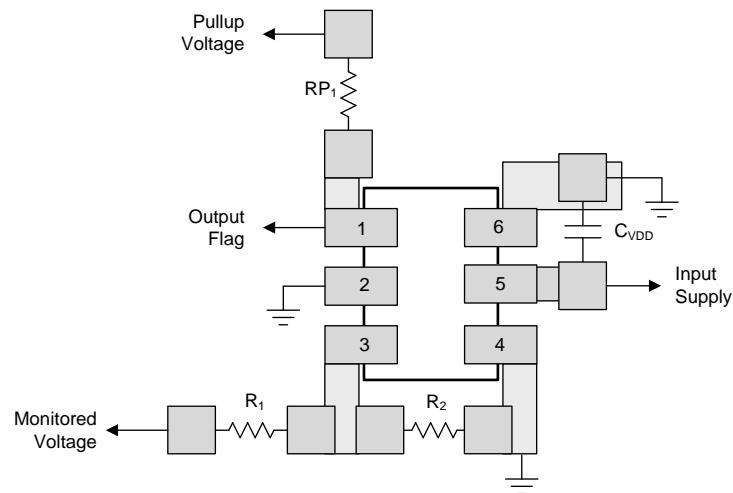 Pullup
Voltage
RP1
Output
Flag
1
6
CVDD
2
5
Input
Supply
3
4
R1
R2
Monitored
Voltage